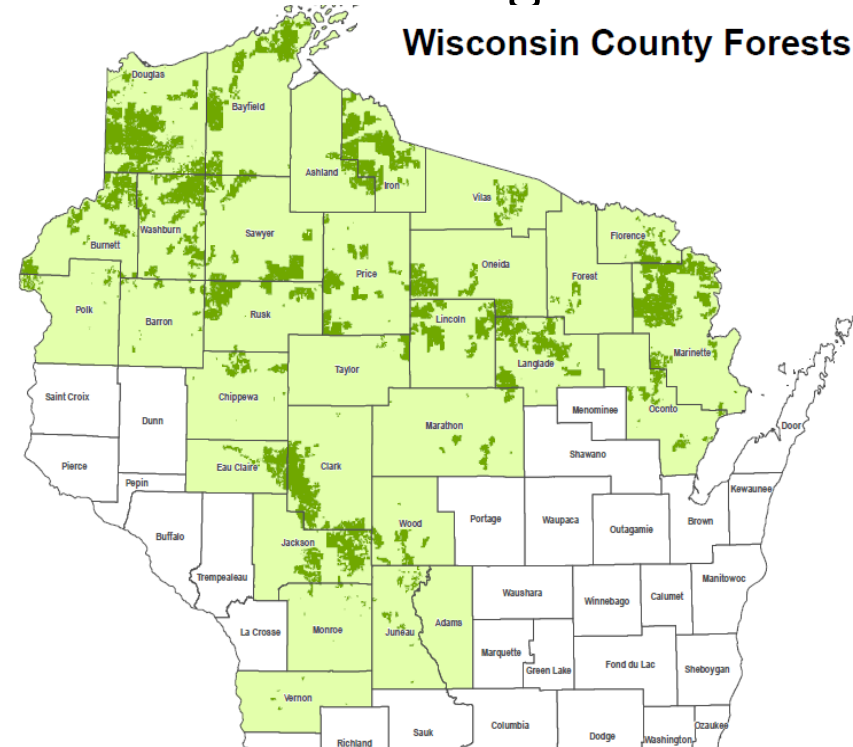 Wisconsin County Forests
Douglas
Bayfield
Ashland
Iron
Vilas
Burnett
Washburn
Sawyer
Price
Oneida
Forest
Florence
Polk
Barron
Rusk
Lincoln
Langlade
Marinette
Taylor
Saint Croix
Dunn
Chippewa
Marathon
Menominee
Oconto
Door
Shawano
Pierce
Pepin
Eau Claire
Clark
Kewaunee
Buffalo
Trempealeau
Jackson
Wood
Portage
Waupaca
Outagamie
Brown
Manitowoc
La Crosse
Monroe
Juneau
Adams
Waushara
Winnebago
Calumet
Marquette
Green Lake
Fond du Lac
Sheboygan
Vernon
Richland
Sauk
Columbia
Dodge
Washington
Ozaukee